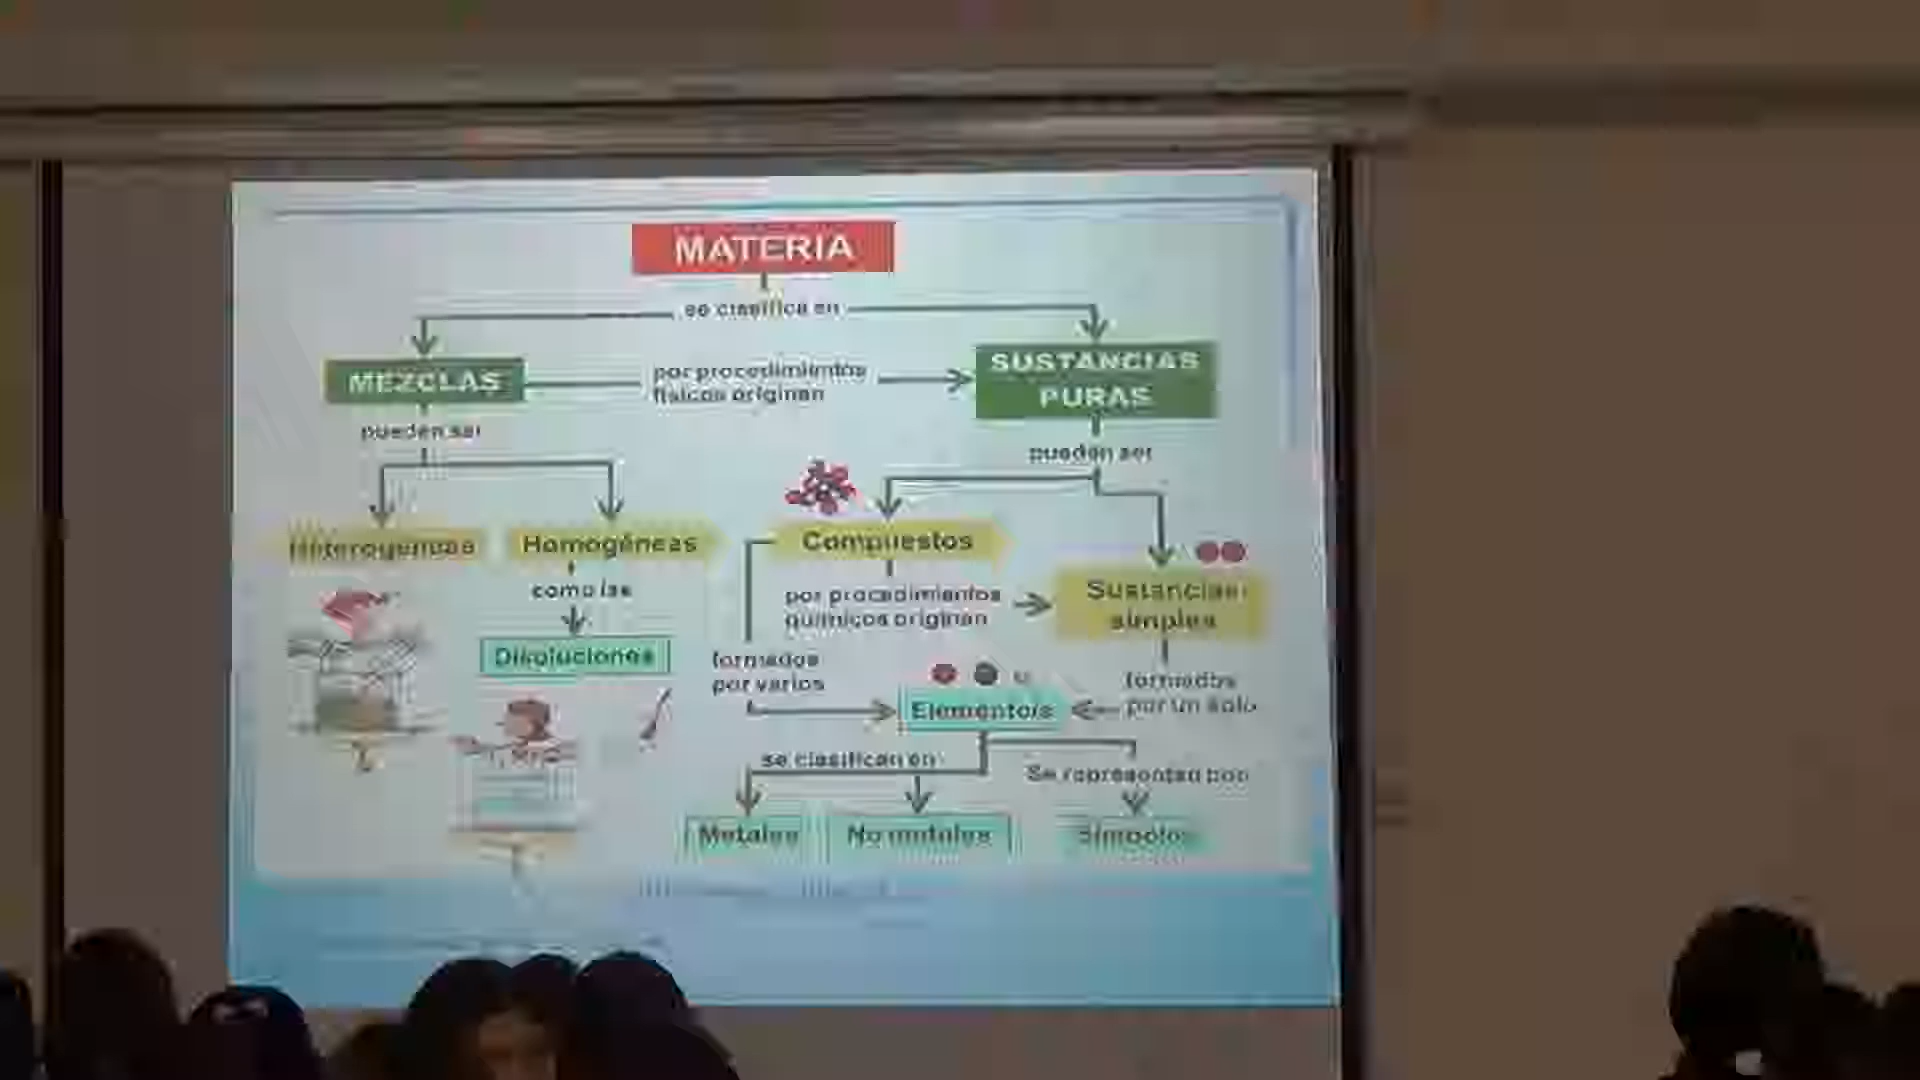 MATERIA
se clasifica en
MEZCLAS
por procedimientos
físicos originan
SUSTANCIAS
PURAS
pueden ser
pueden ser
Heterogéneas
Homogéneas
Compuestos
como las
por procedimientos
químicos originan
Sustancias
simples
Disoluciones
formados
por varios
formados
por un solo
Elemento/s
se clasifican en
Se representan por
Metales
No metales
Símbolos